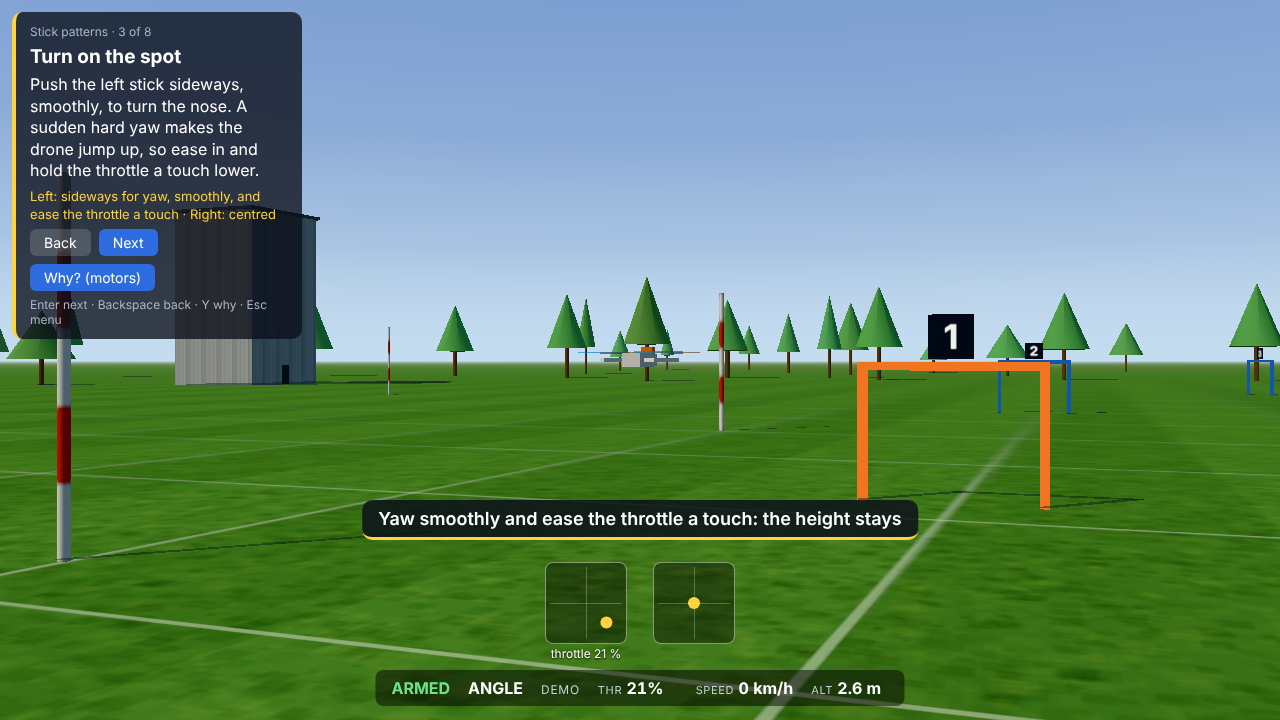 Stick patterns · 3 of 8
Turn on the spot
Push the left stick sideways,
smoothly, to turn the nose. A
sudden hard yaw makes the
drone jump up, so ease in and
hold the throttle a touch lower.
Left: sideways for yaw, smoothly, and
ease the throttle a touch · Right: centred
Back Next
Why? (motors)
Enter next · Backspace back · Y why · Esc
menu
1
2
Yaw smoothly and ease the throttle a touch: the height stays
throttle 21 %
ARMED ANGLE DEMO THR 21% SPEED 0 km/h ALT 2.6 m